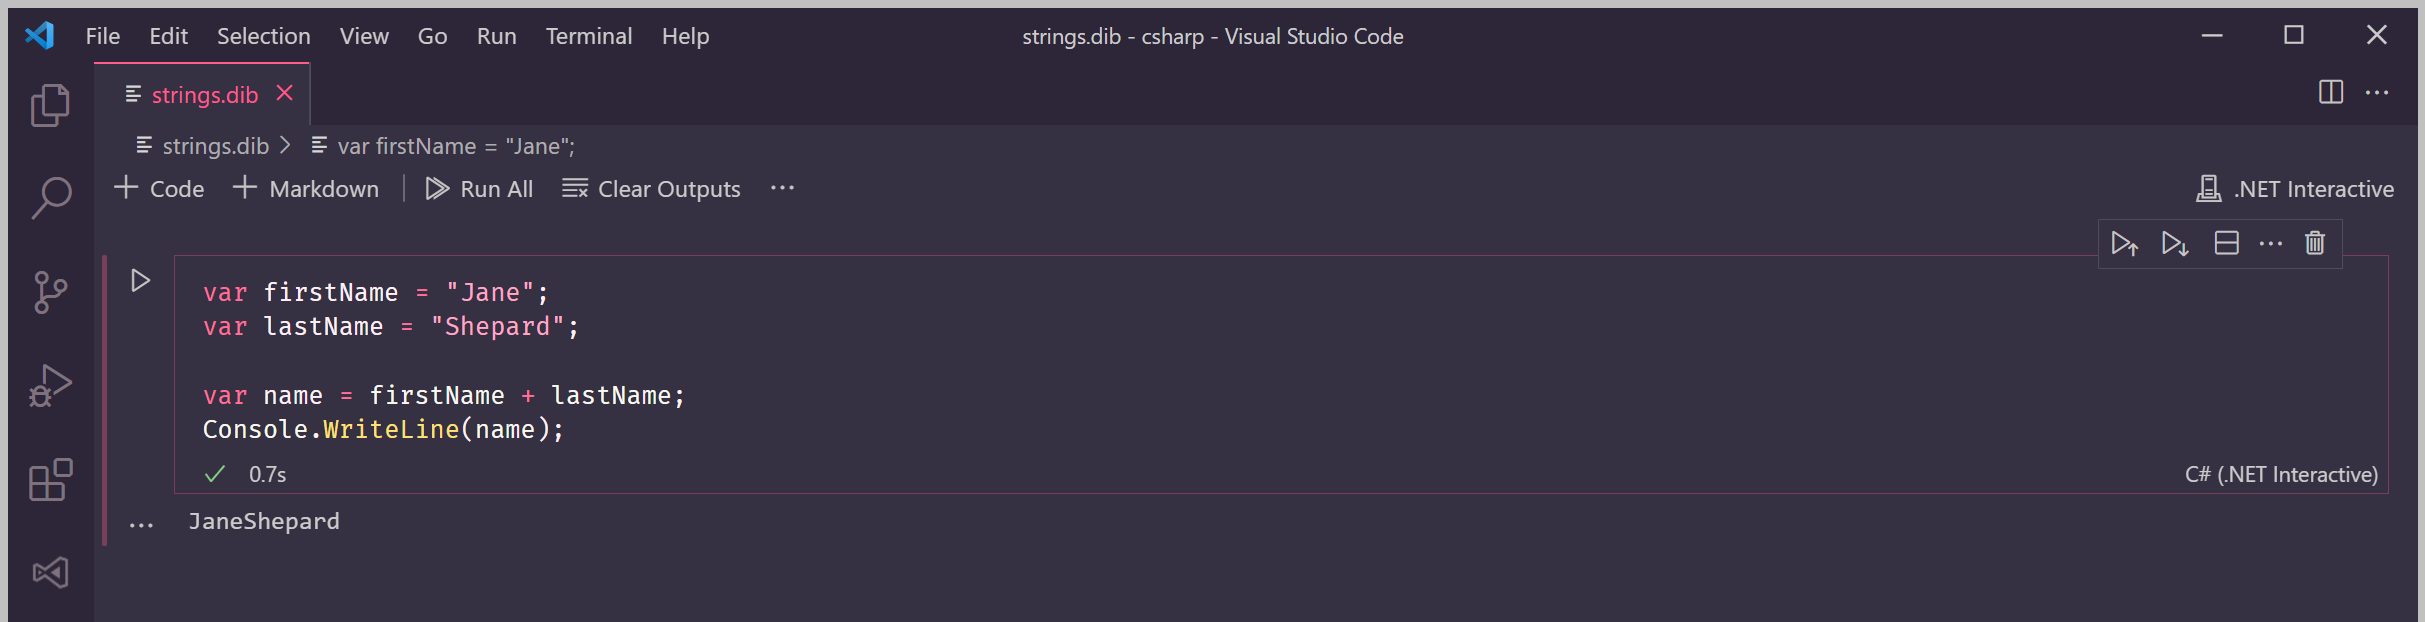 File Edit Selection View Go Run Terminal Help strings.dib - csharp - Visual Studio Code
strings.dib
strings.dib > var firstName = "Jane";
+ Code + Markdown Run All Clear Outputs ... .NET Interactive
var firstName = "Jane";
var lastName = "Shepard";
var name = firstName + lastName;
Console.WriteLine(name);
0.7s C# (.NET Interactive)
... JaneShepard